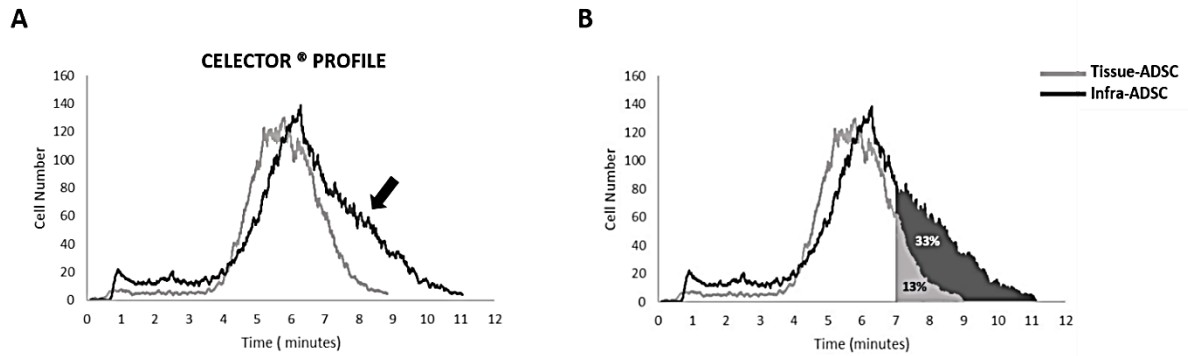 A
CELECTOR ® PROFILE
160
140
120
100
80
60
40
20
0
Cell Number
0 1 2 3 4 5 6 7 8 9 10 11 12
Time ( minutes)
B
160
140
120
100
80
60
40
20
0
Cell Number
33%
13%
0 1 2 3 4 5 6 7 8 9 10 11 12
Time (minutes)
Tissue-ADSC
Infra-ADSC